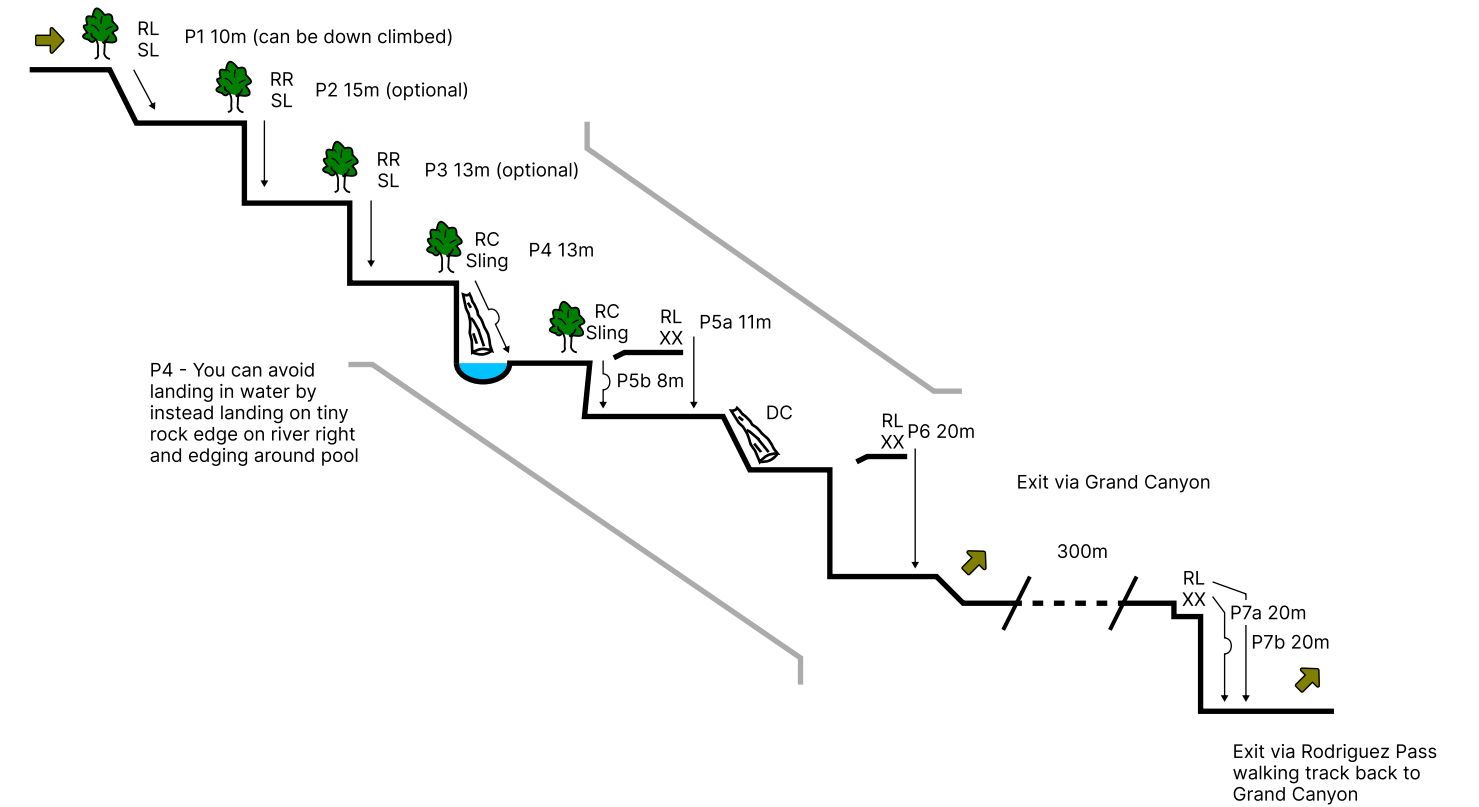 RL
SL
P1 10m (can be down climbed)
RR
SL
P2 15m (optional)
RR
SL
P3 13m (optional)
RC
Sling
P4 13m
RC
Sling
RL
XX
P5a 11m
P5b 8m
P4 - You can avoid
landing in water by
instead landing on tiny
rock edge on river right
and edging around pool
DC
RL
XX
P6 20m
Exit via Grand Canyon
300m
RL
XX
P7a 20m
P7b 20m
Exit via Rodriguez Pass
walking track back to
Grand Canyon